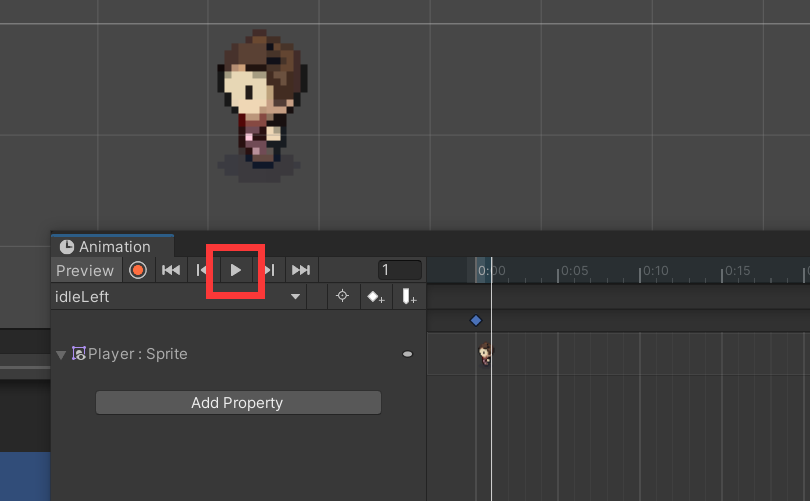 Animation
Preview
1
0:00
0:05
0:10
0:15
idleLeft
Player : Sprite
Add Property